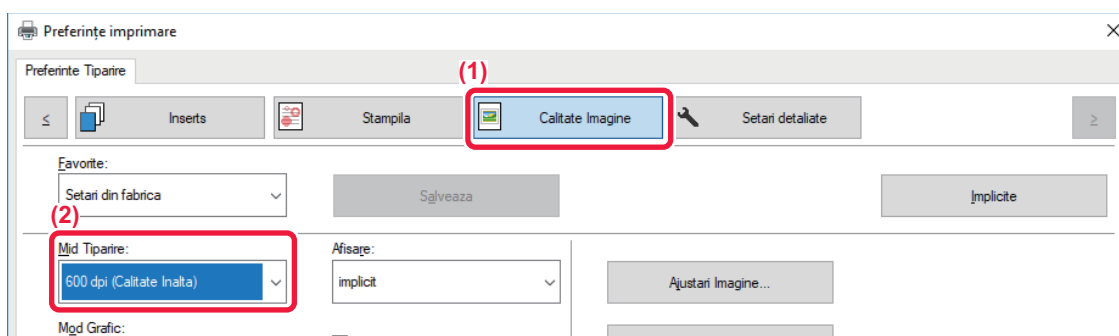 Preferințe imprimare
Preferinte Tiparire
(1)
< Inserts Stampila Calitate Imagine Setari detaliate >
Favorite:
Setari din fabrica Salveaza Implicite
(2)
Mid Tiparire: Afisare:
600 dpi (Calitate Inalta) implicit Ajustari Imagine...
Mod Grafic: